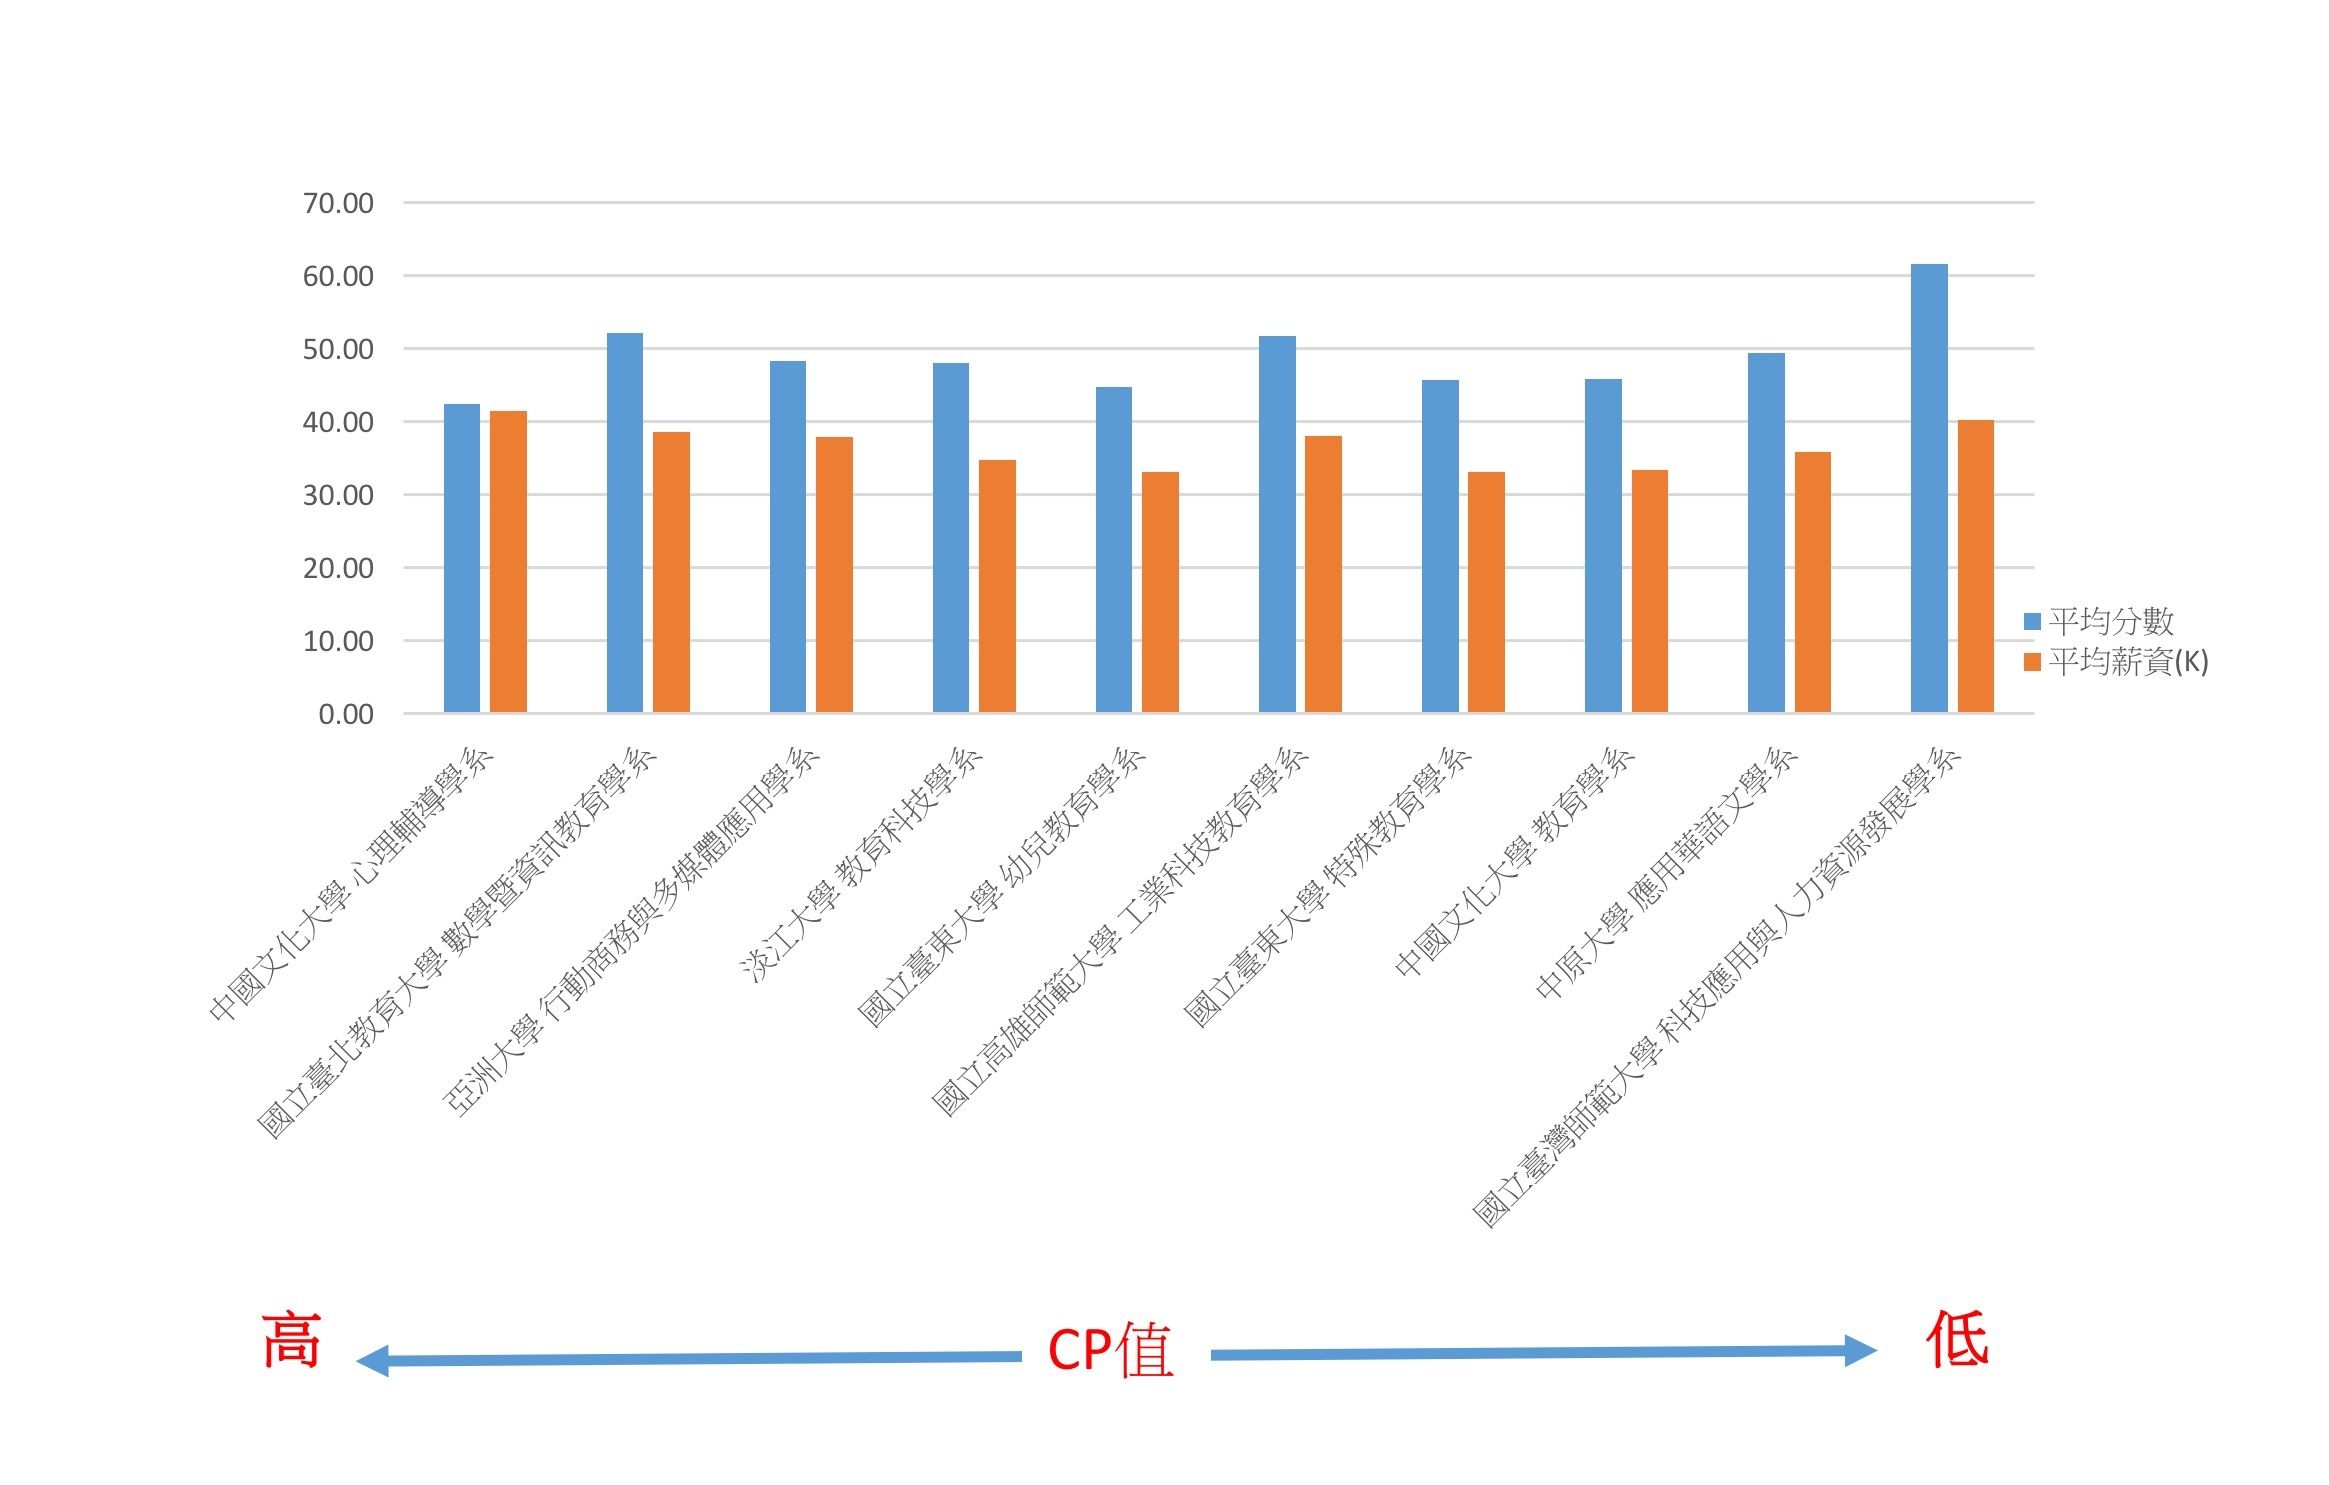 70.00
60.00
50.00
40.00
30.00
20.00
10.00
0.00
平均分數
平均薪資(K)
中國文化大學 心理輔導學系
國立臺北教育大學 數學暨資訊教育學系
亞洲大學 行動商務與多媒體應用學系
淡江大學 教育科技學系
國立臺東大學 幼兒教育學系
國立高雄師範大學 工業科技教育學系
國立臺東大學 特殊教育學系
中國文化大學 教育學系
中原大學 應用華語文學系
國立臺灣師範大學 科技應用與人力資源發展學系
高
CP值
低